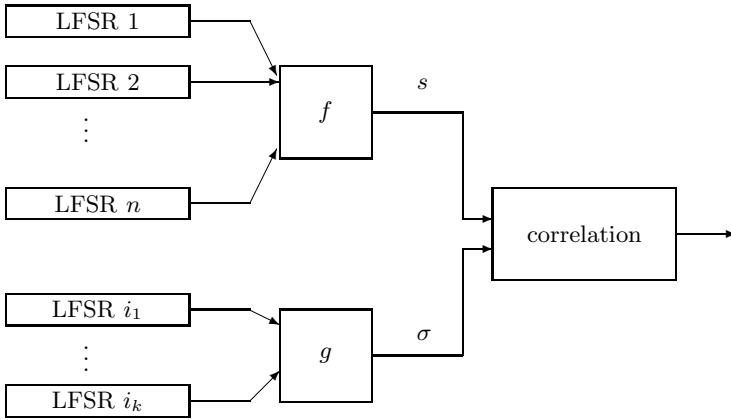 LFSR 1
LFSR 2
⋮
LFSR n
f
s
correlation
LFSR i₁
⋮
LFSR iₖ
g
σ